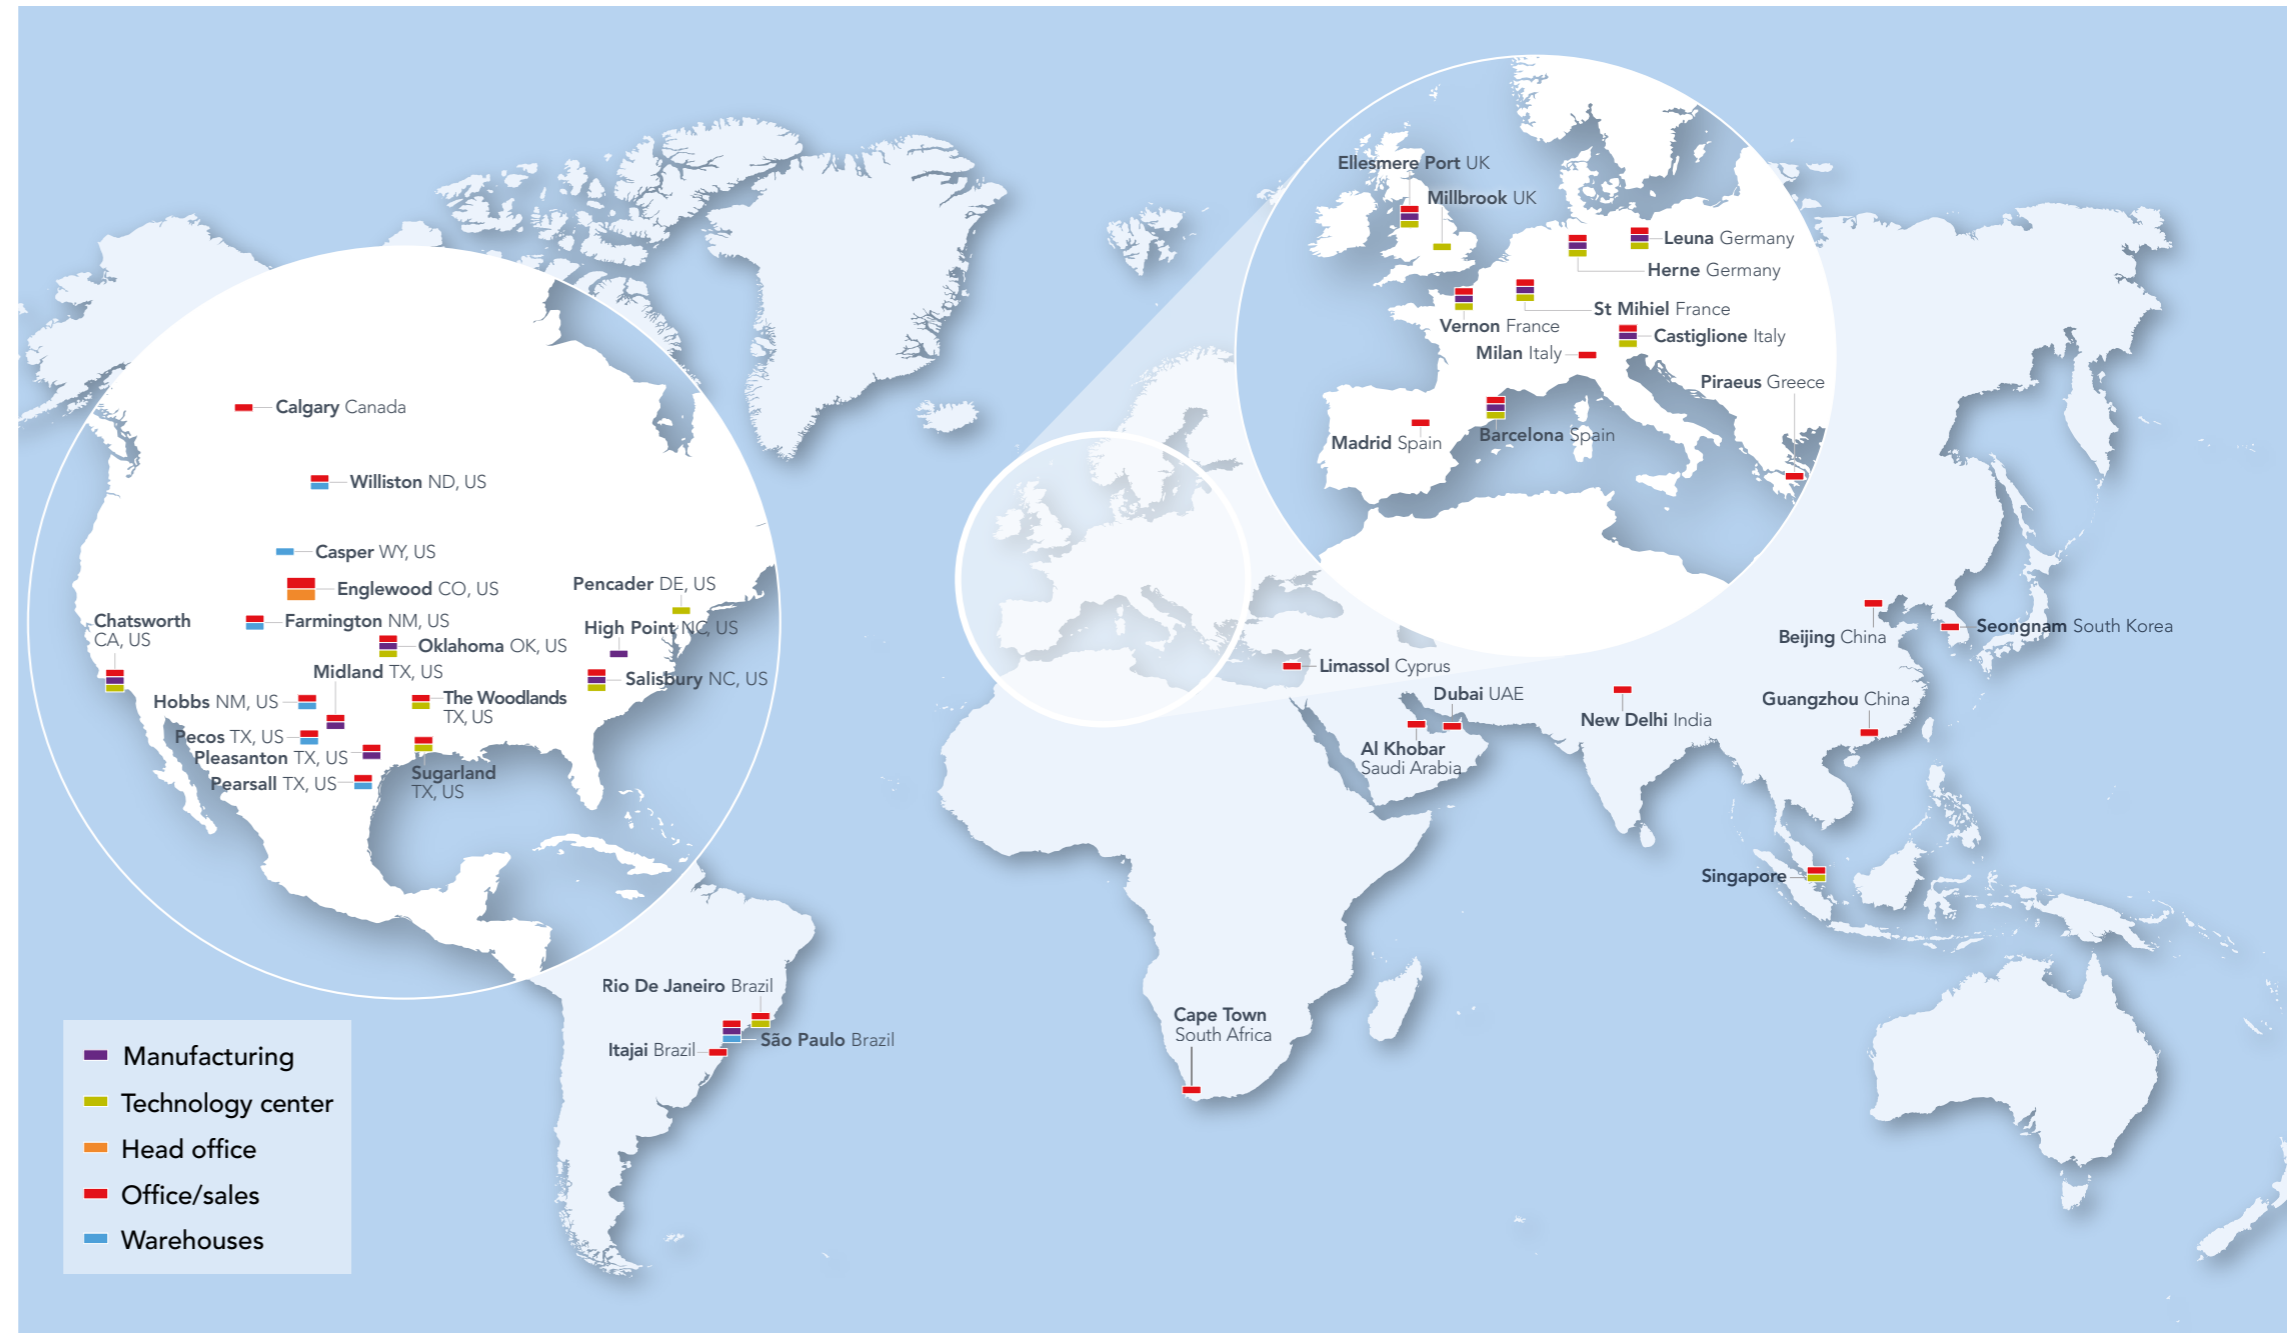 Calgary Canada
Williston ND, US
Casper WY, US
Englewood CO, US
Pencader DE, US
Chatsworth
CA, US
Farmington NM, US
High Point NC, US
Oklahoma OK, US
Midland TX, US
Salisbury NC, US
Hobbs NM, US
The Woodlands
TX, US
Pecos TX, US
Pleasanton TX, US
Pearsall TX, US
Sugarland
TX, US
Ellesmere Port UK
Millbrook UK
Leuna Germany
Herne Germany
St Mihiel France
Vernon France
Castiglione Italy
Milan Italy
Piraeus Greece
Madrid Spain
Barcelona Spain
Beijing China
Seongnam South Korea
Limassol Cyprus
Dubai UAE
Guangzhou China
New Delhi India
Al Khobar
Saudi Arabia
Singapore
Rio De Janeiro Brazil
São Paulo Brazil
Itajai Brazil
Cape Town
South Africa
Manufacturing
Technology center
Head office
Office/sales
Warehouses